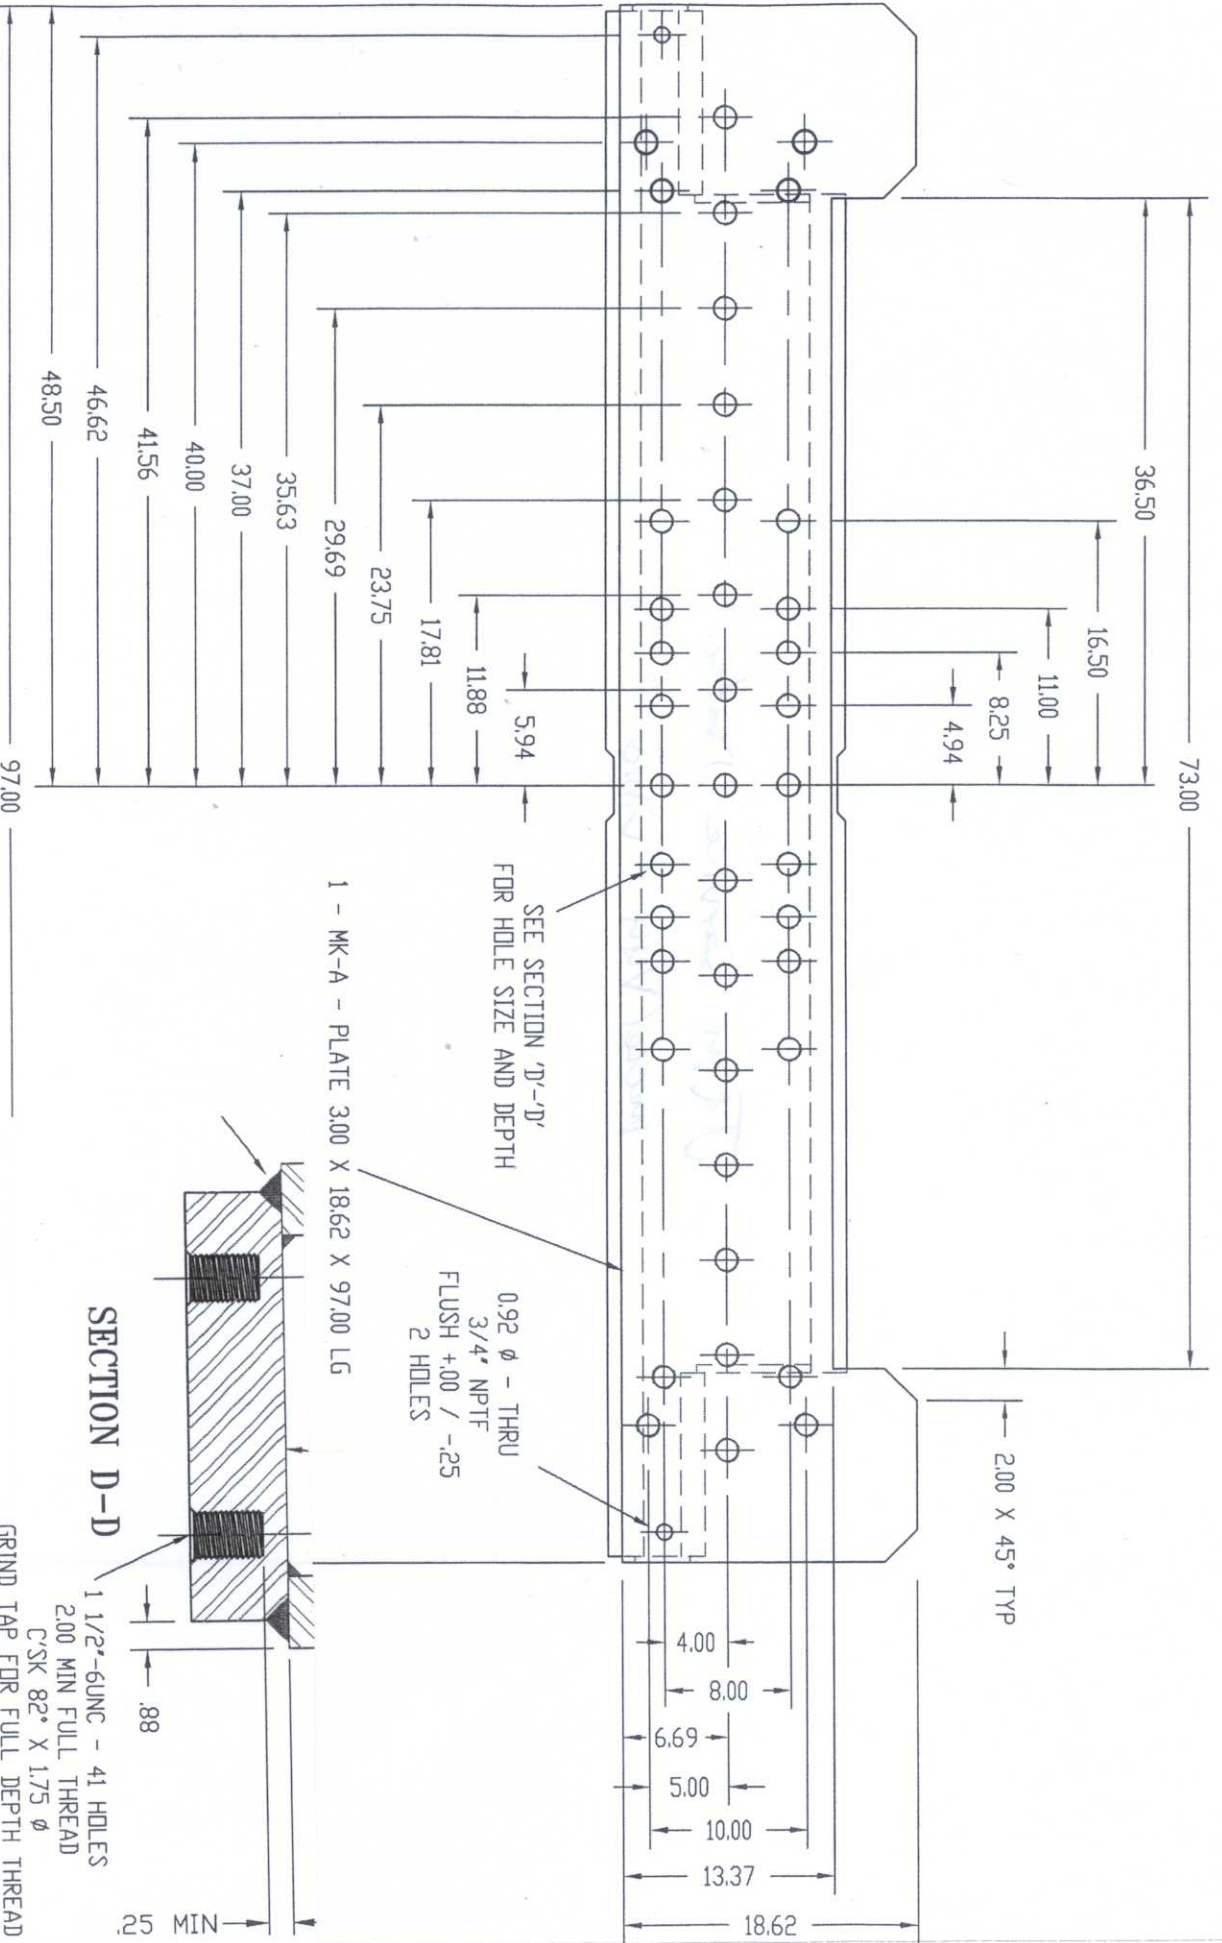 73.00
36.50
16.50
11.00
8.25
4.94
2.00 X 45° TYP
4.00
8.00
6.69
5.00
10.00
13.37
18.62
5.94
11.88
17.81
23.75
29.69
35.63
37.00
40.00
41.56
46.62
48.50
97.00
SEE SECTION 'D'-'D'
FOR HOLE SIZE AND DEPTH
1 - MK-A - PLATE 3.00 X 18.62 X 97.00 LG
0.92 ø - THRU
3/4" NPTF
FLUSH +.00 / -.25
2 HOLES
SECTION D-D
1 1/2"-6UNC - 41 HOLES
2.00 MIN FULL THREAD
C'SK 82° X 1.75 ø
GRIND TAP FOR FULL DEPTH THREAD
.88
.25 MIN